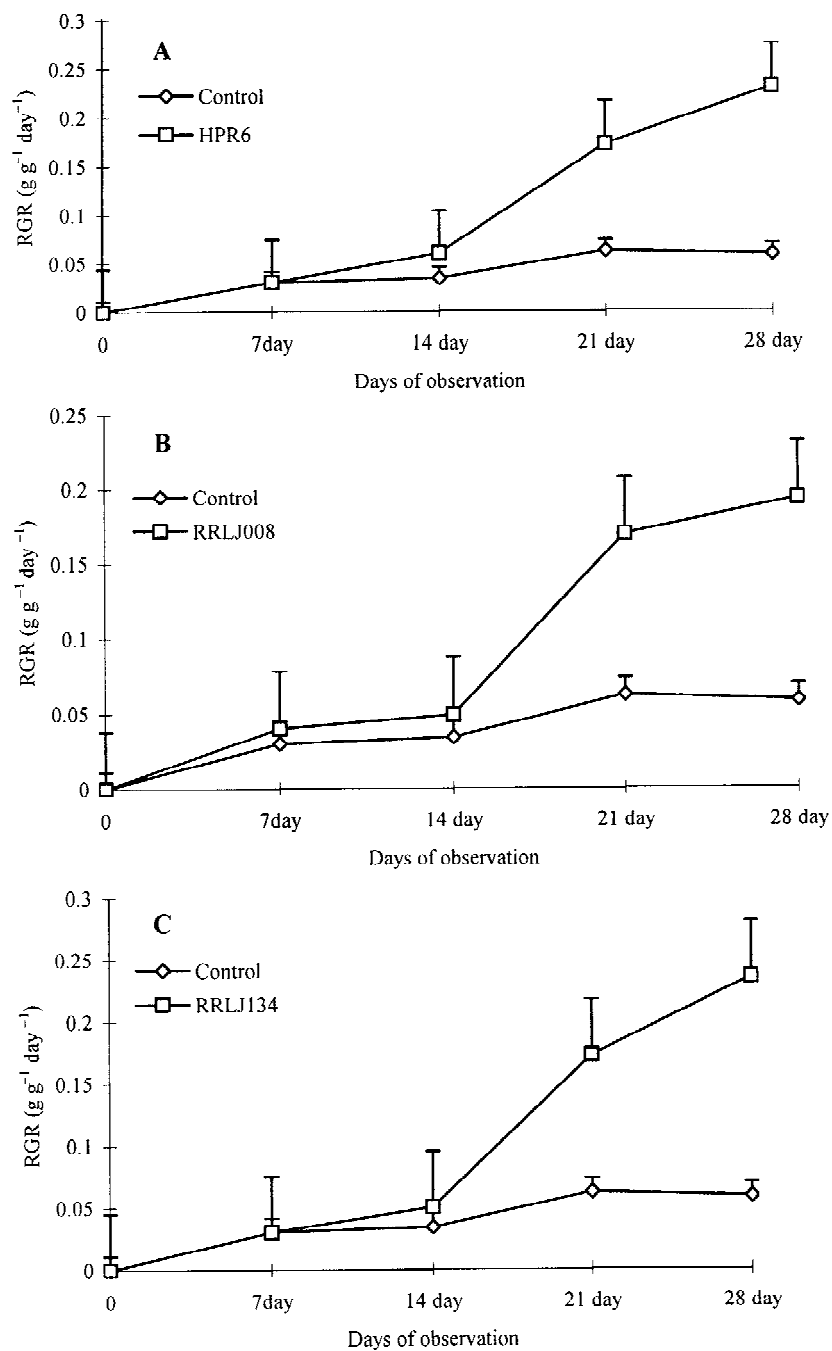 A
Control
HPR6
RGR (g g⁻¹ day⁻¹)
0.3
0.25
0.2
0.15
0.1
0.05
0
0 7day 14 day 21 day 28 day
Days of observation
B
Control
RRLJ008
RGR (g g⁻¹ day⁻¹)
0.25
0.2
0.15
0.1
0.05
0
0 7day 14 day 21 day 28 day
Days of observation
C
Control
RRLJ134
RGR (g g⁻¹ day⁻¹)
0.3
0.25
0.2
0.15
0.1
0.05
0
0 7day 14 day 21 day 28 day
Days of observation